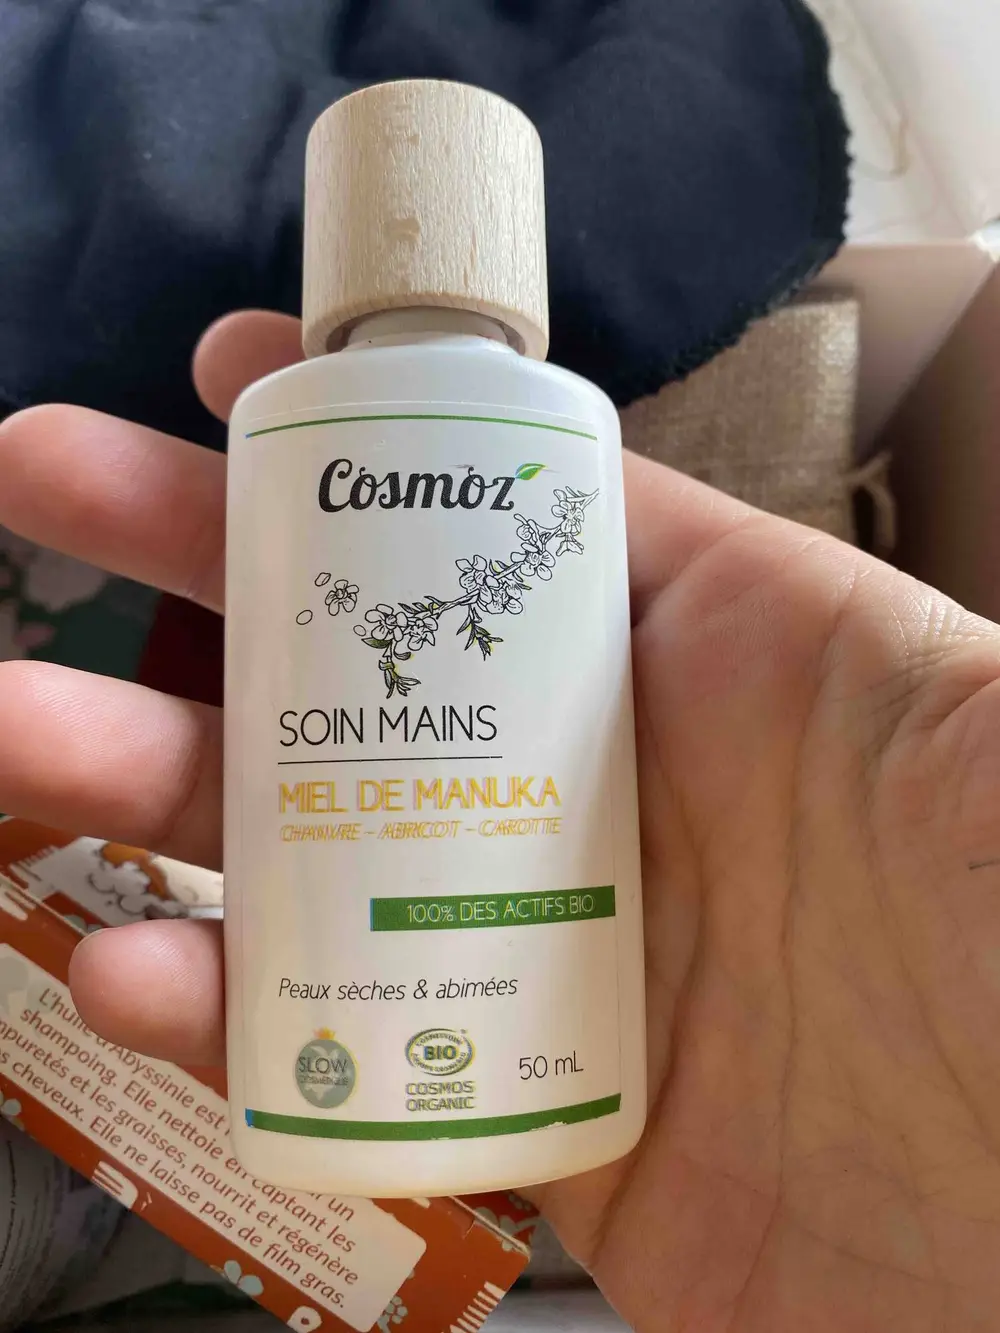 Cosmoz
SOIN MAINS
MIEL DE MANUKA
CHANVRE - ABRICOT - CAROTTE
100% DES ACTIFS BIO
Peaux sèches & abimées
SLOW
COSMÉTIQUE
BIO
COSMOS
ORGANIC
50 mL
L'huile d'Abyssinie est
shampoing. Elle nettoie en captant les
impuretés et les graisses, nourrit et régénère
cheveux. Elle ne laisse pas de film gras.